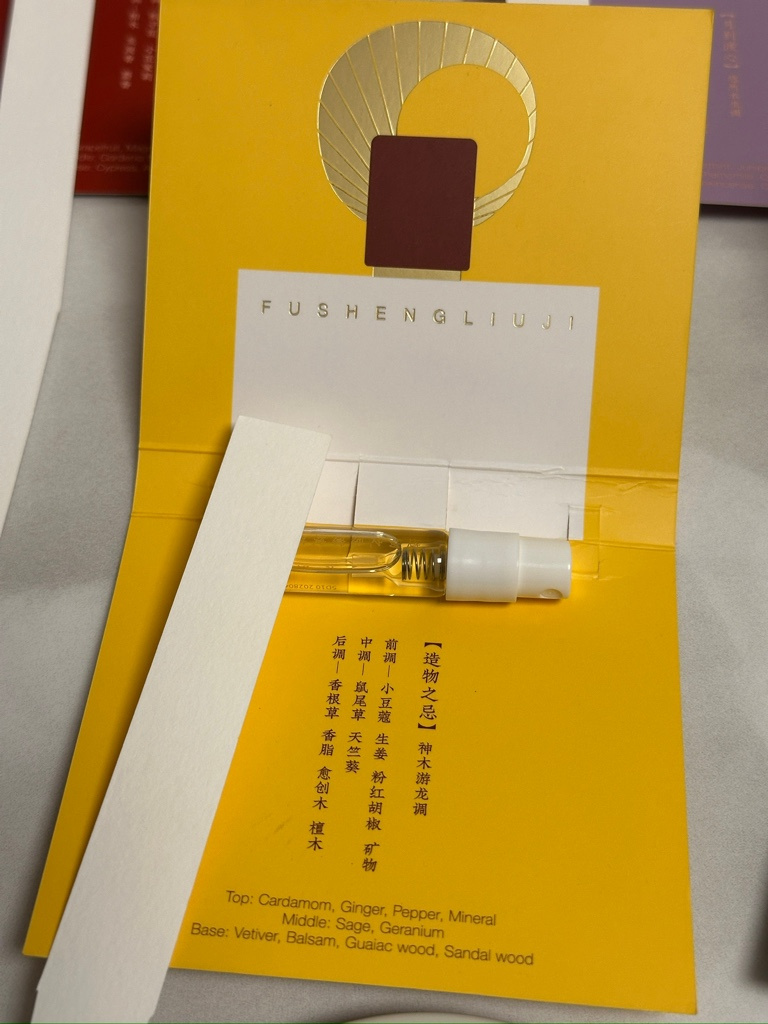 FUSHENGLIUJI
【造物之忌】 神木游龙调
前调—小豆蔻 生姜 粉红胡椒 矿物
中调—鼠尾草 天竺葵
后调—香根草 香脂 愈创木 檀木
Top: Cardamom, Ginger, Pepper, Mineral
Middle: Sage, Geranium
Base: Vetiver, Balsam, Guaiac wood, Sandal wood